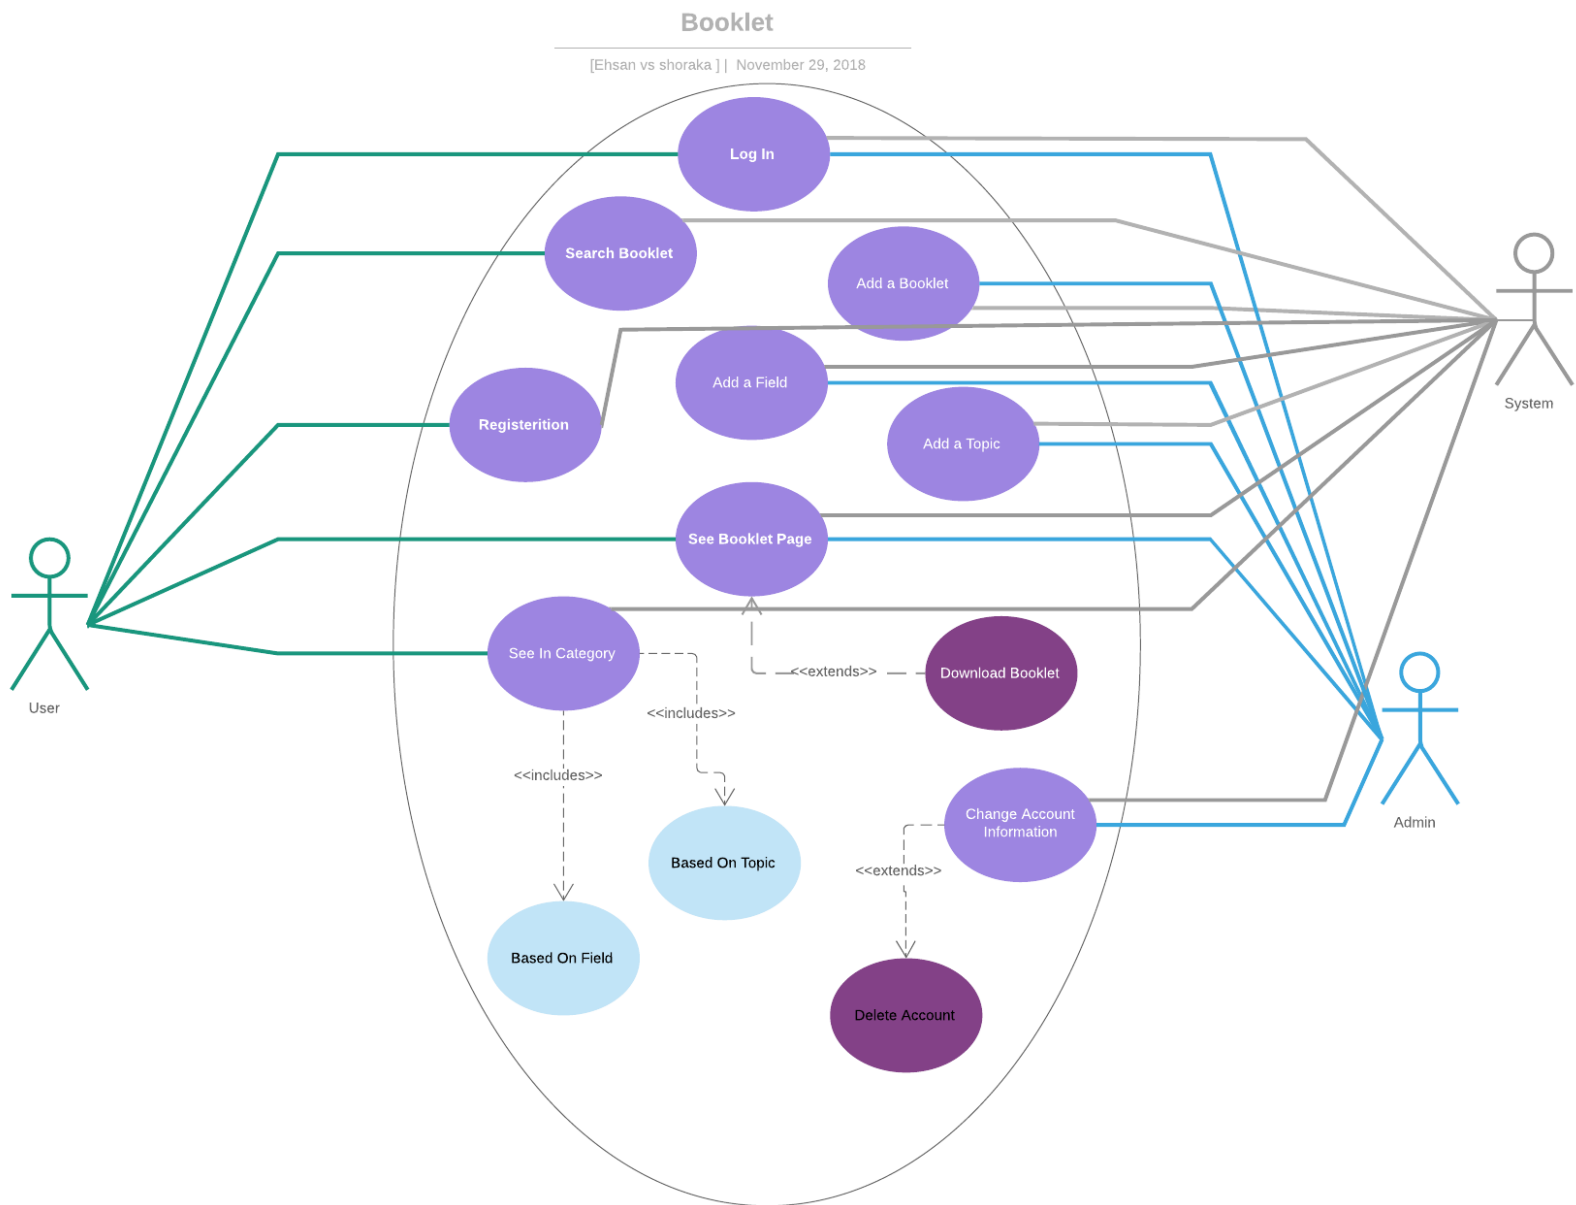 Booklet
[Ehsan vs shoraka ] |  November 29, 2018
Log In
Search Booklet
Add a Booklet
Add a Field
Registerition
Add a Topic
System
See Booklet Page
See In Category
<<extends>>
Download Booklet
User
<<includes>>
<<includes>>
Change Account
Information
Admin
Based On Topic
<<extends>>
Based On Field
Delete Account